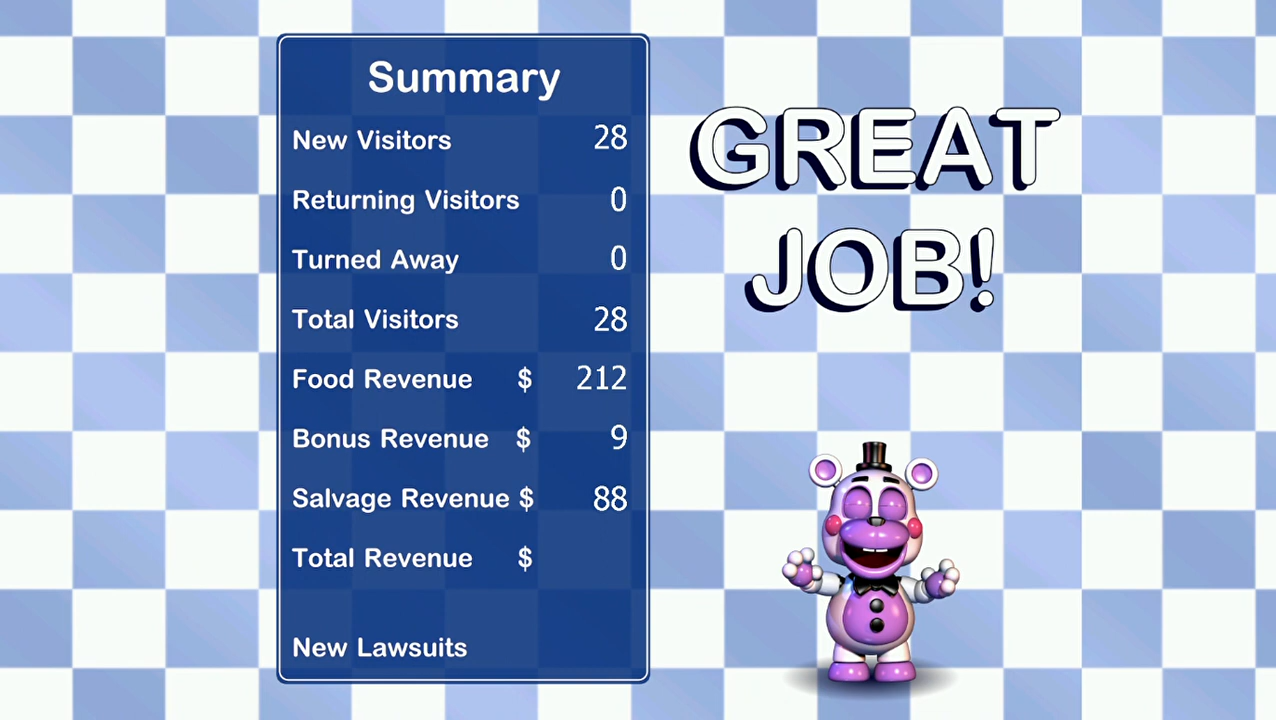 Summary
New Visitors 28
Returning Visitors 0
Turned Away 0
Total Visitors 28
Food Revenue $ 212
Bonus Revenue $ 9
Salvage Revenue $ 88
Total Revenue $
New Lawsuits
GREAT
JOB!